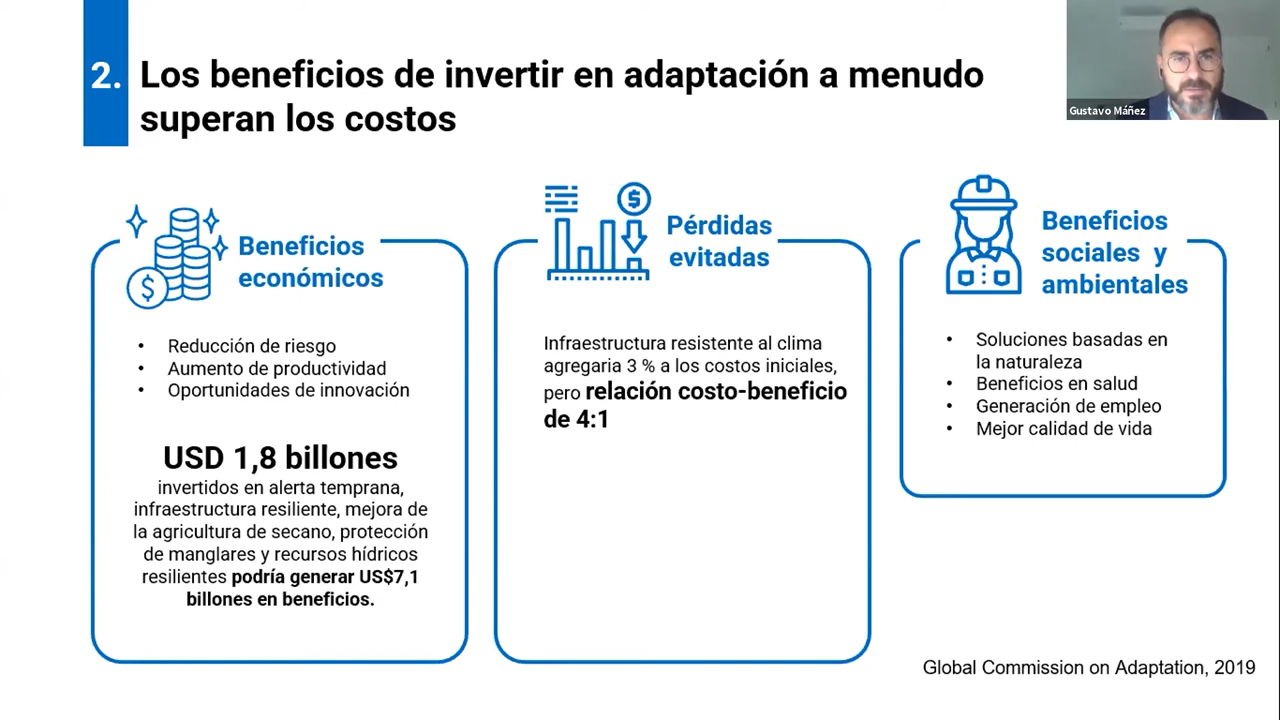 2. Los beneficios de invertir en adaptación a menudo
superan los costos
Gustavo Máñez
Beneficios
económicos
• Reducción de riesgo
• Aumento de productividad
• Oportunidades de innovación
USD 1,8 billones
invertidos en alerta temprana,
infraestructura resiliente, mejora de
la agricultura de secano, protección
de manglares y recursos hídricos
resilientes podría generar US$7,1
billones en beneficios.
$
Pérdidas
evitadas
Infraestructura resistente al clima
agregaria 3 % a los costos iniciales,
pero relación costo-beneficio
de 4:1
$
Beneficios
sociales y
ambientales
• Soluciones basadas en
la naturaleza
• Beneficios en salud
• Generación de empleo
• Mejor calidad de vida
Global Commission on Adaptation, 2019